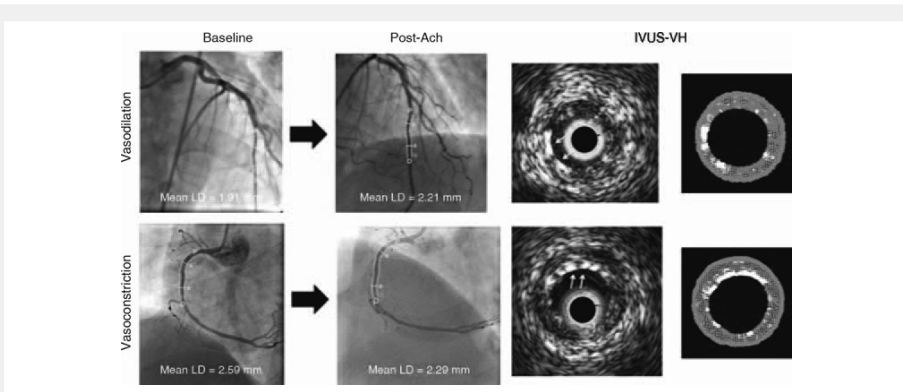 Baseline
Post-Ach
IVUS-VH
Vasodilation
Mean LD = 1.91 mm
Mean LD = 2.21 mm
Vasoconstriction
Mean LD = 2.59 mm
Mean LD = 2.29 mm